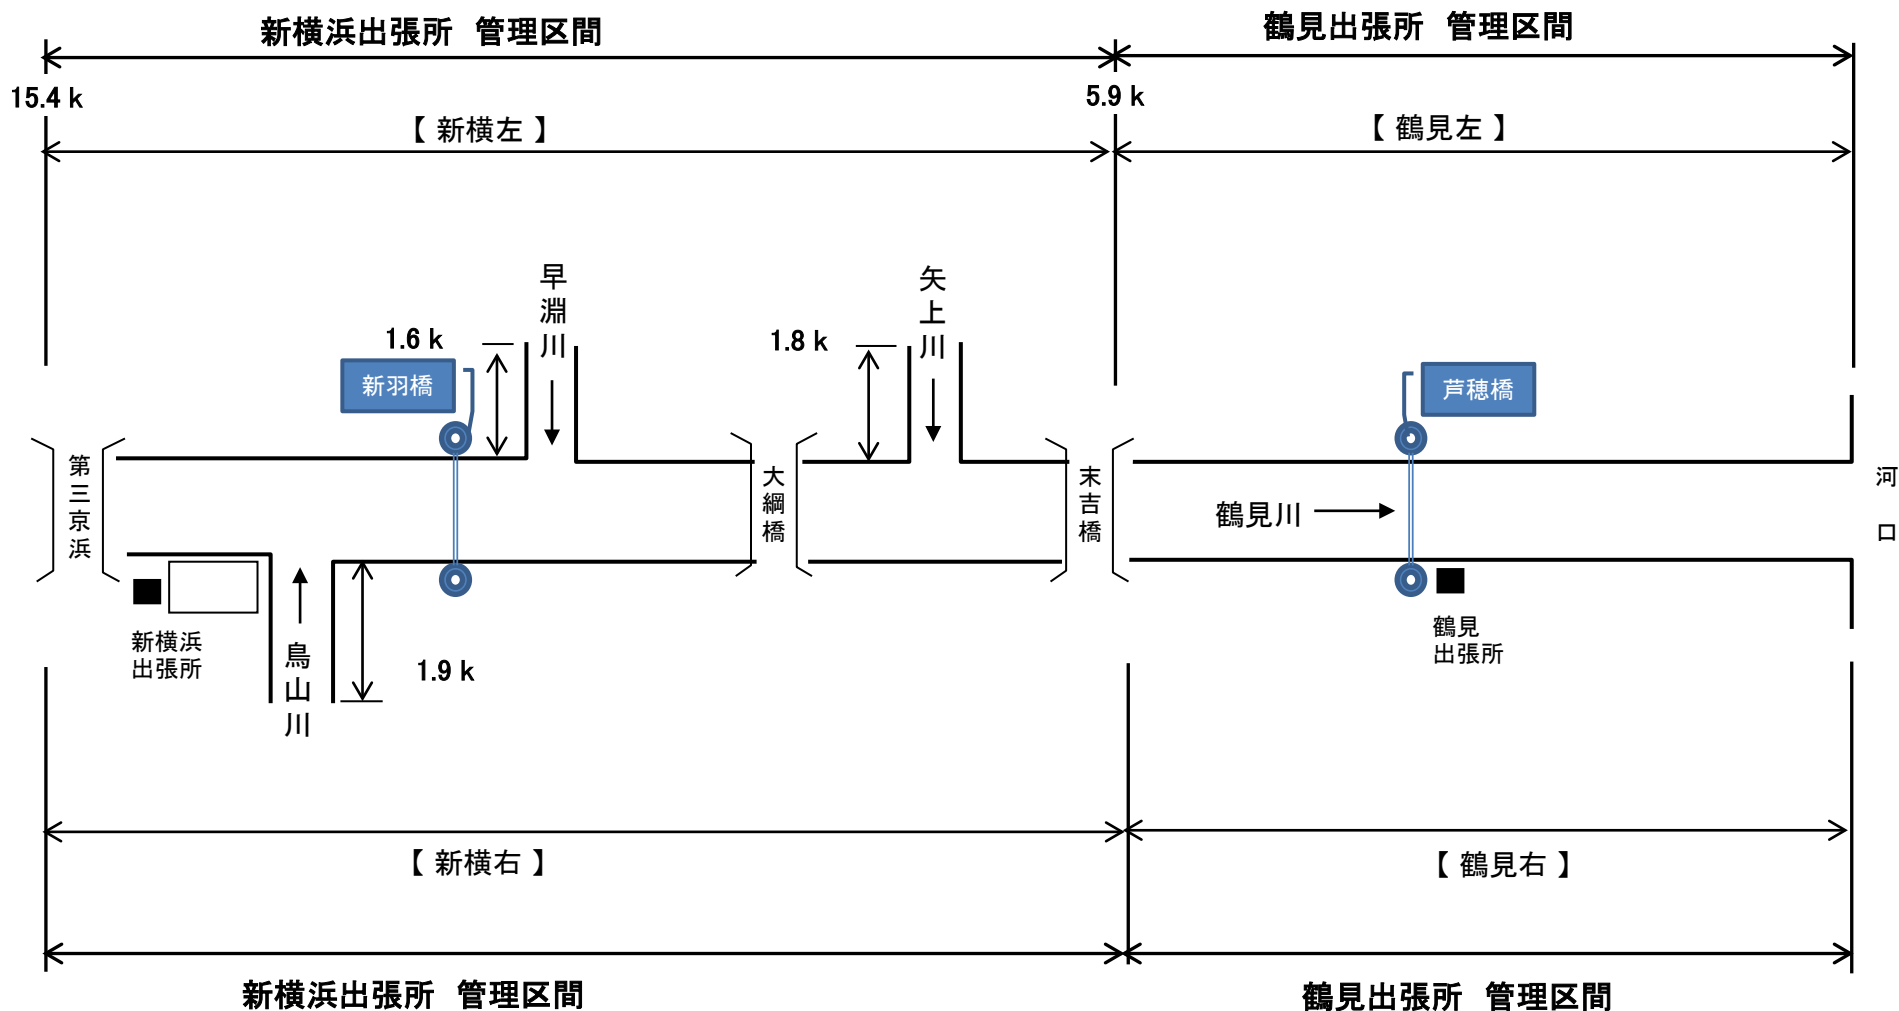 新横浜出張所　管理区間
鶴見出張所　管理区間
15.4 k
5.9 k
【 新横左 】
【 鶴見左 】
早淵川
矢上川
1.6 k
1.8 k
新羽橋
芦穂橋
第三京浜
大綱橋
末吉橋
河口
鶴見川
新横浜
出張所
鶴見
出張所
鳥山川
1.9 k
【 新横右 】
【 鶴見右 】
新横浜出張所　管理区間
鶴見出張所　管理区間